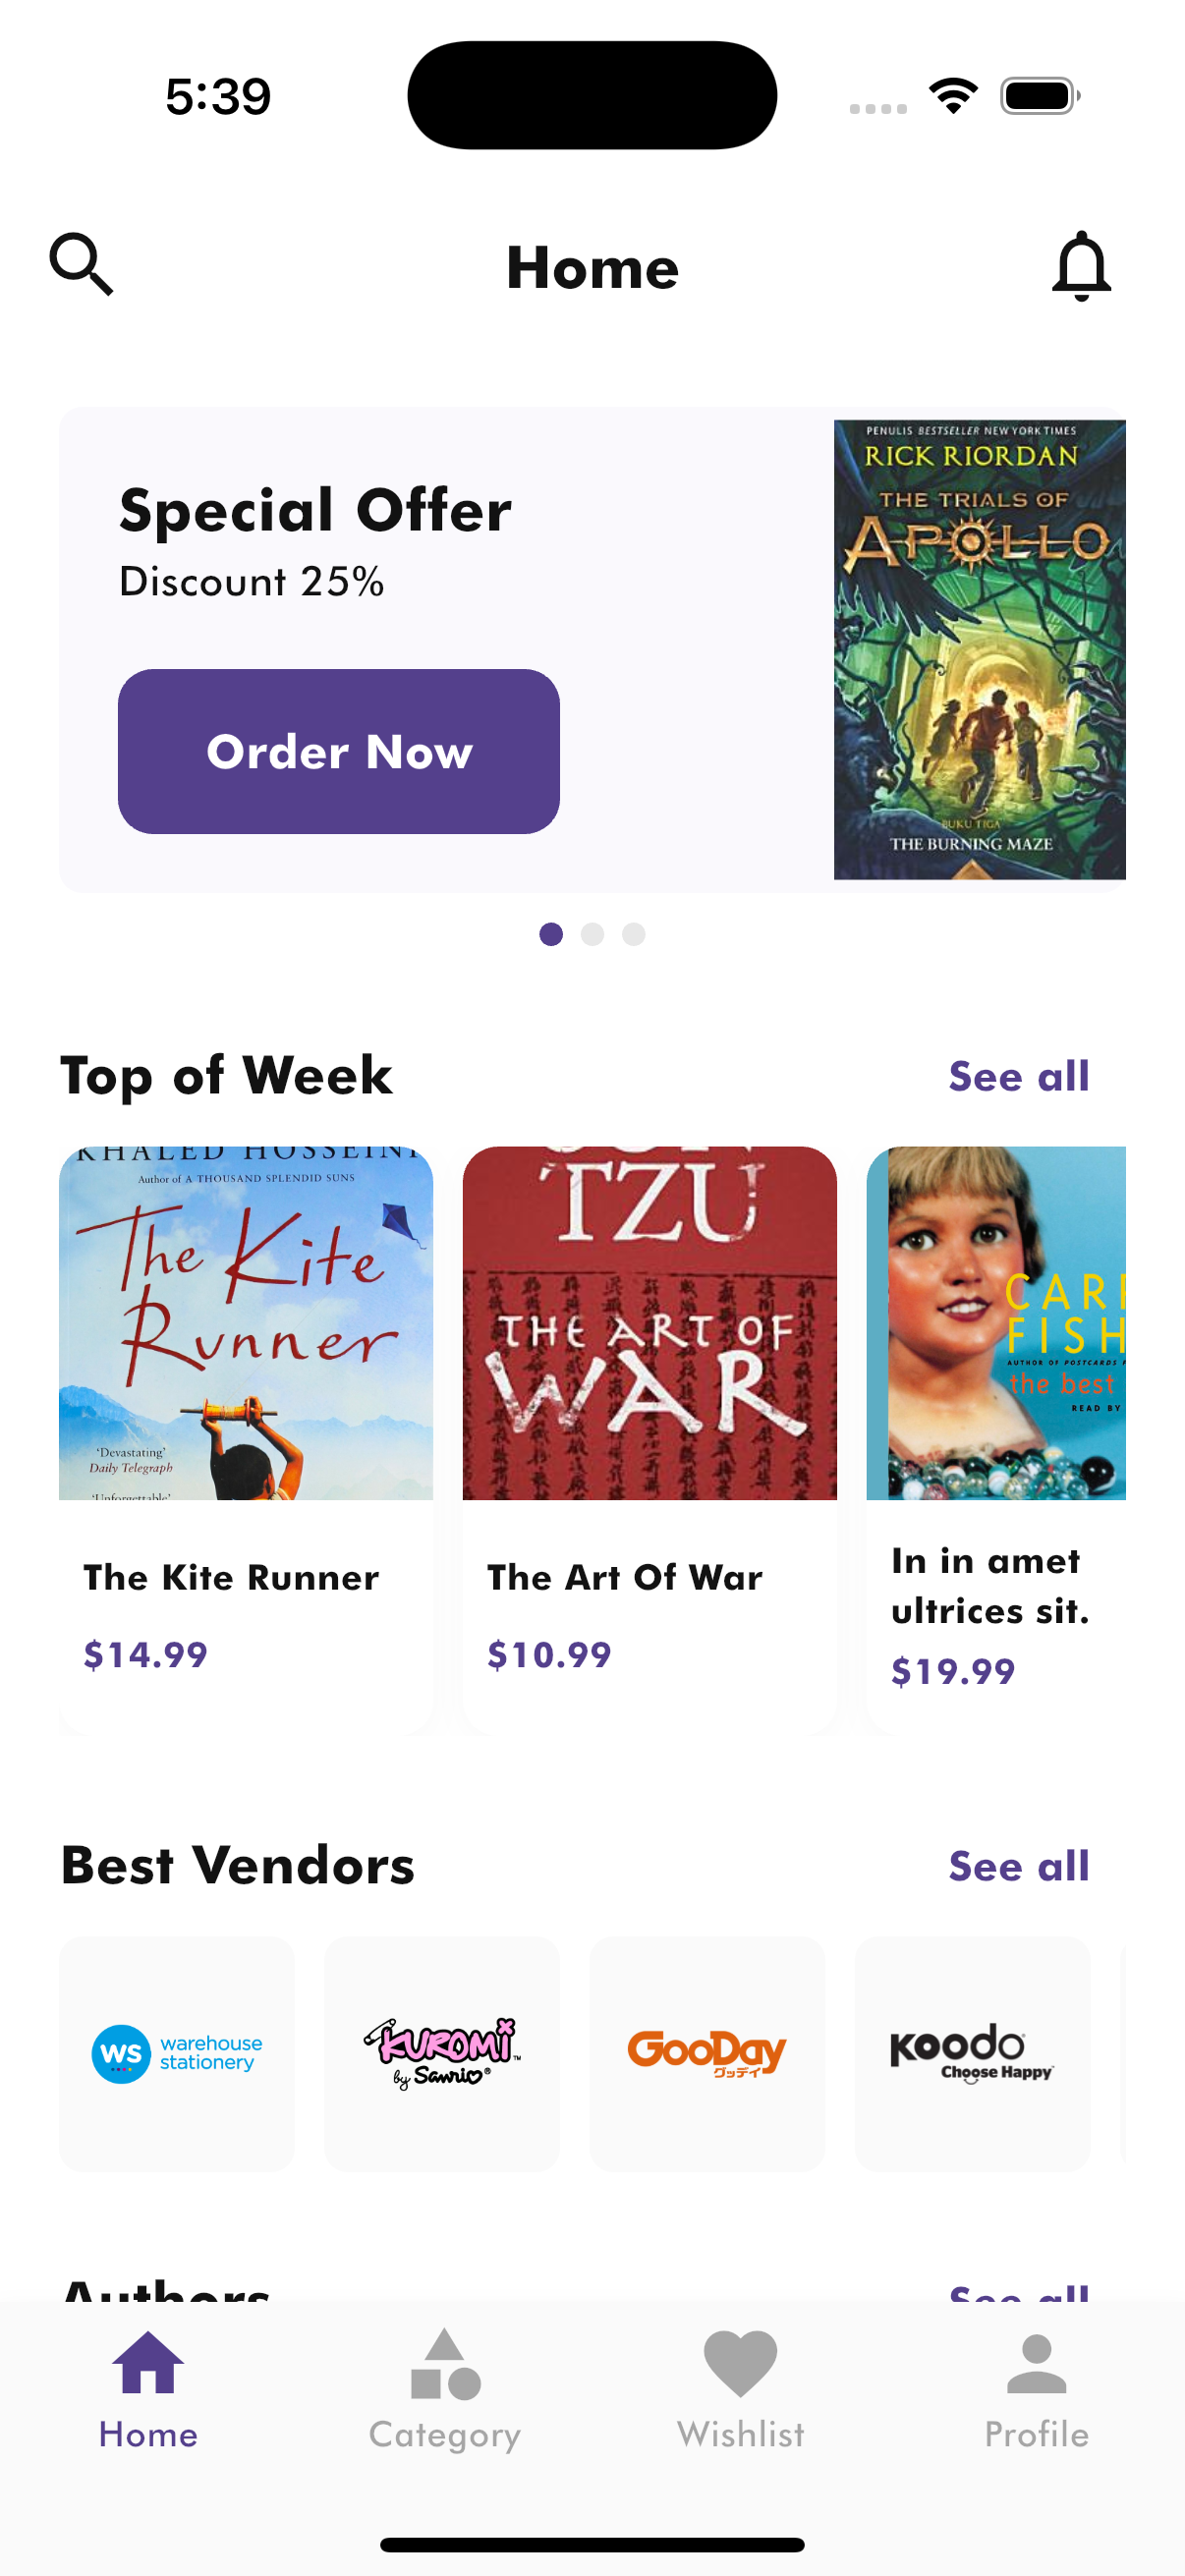 5:39
Home
PENULIS BESTSELLER NEW YORK TIMES
RICK RIORDAN
THE TRIALS OF
APOLLO
BUKU TIGA
THE BURNING MAZE
Special Offer
Discount 25%
Order Now
Top of Week
See all
KHALED HOSSEINI
Author of A THOUSAND SPLENDID SUNS
The Kite
Runner
'Devastating'
Daily Telegraph
'Unforgettable'
TZU
THE ART OF
WAR
FISH
AUTHOR OF POSTCARDS
the best
READ BY
The Kite Runner
$14.99
The Art Of War
$10.99
In in amet
ultrices sit.
$19.99
Best Vendors
See all
WS warehouse
stationery
KUROMI™
by Sanrio®
GooDay
グッデイ
koodo
Choose Happy
Authors
See all
Home
Category
Wishlist
Profile